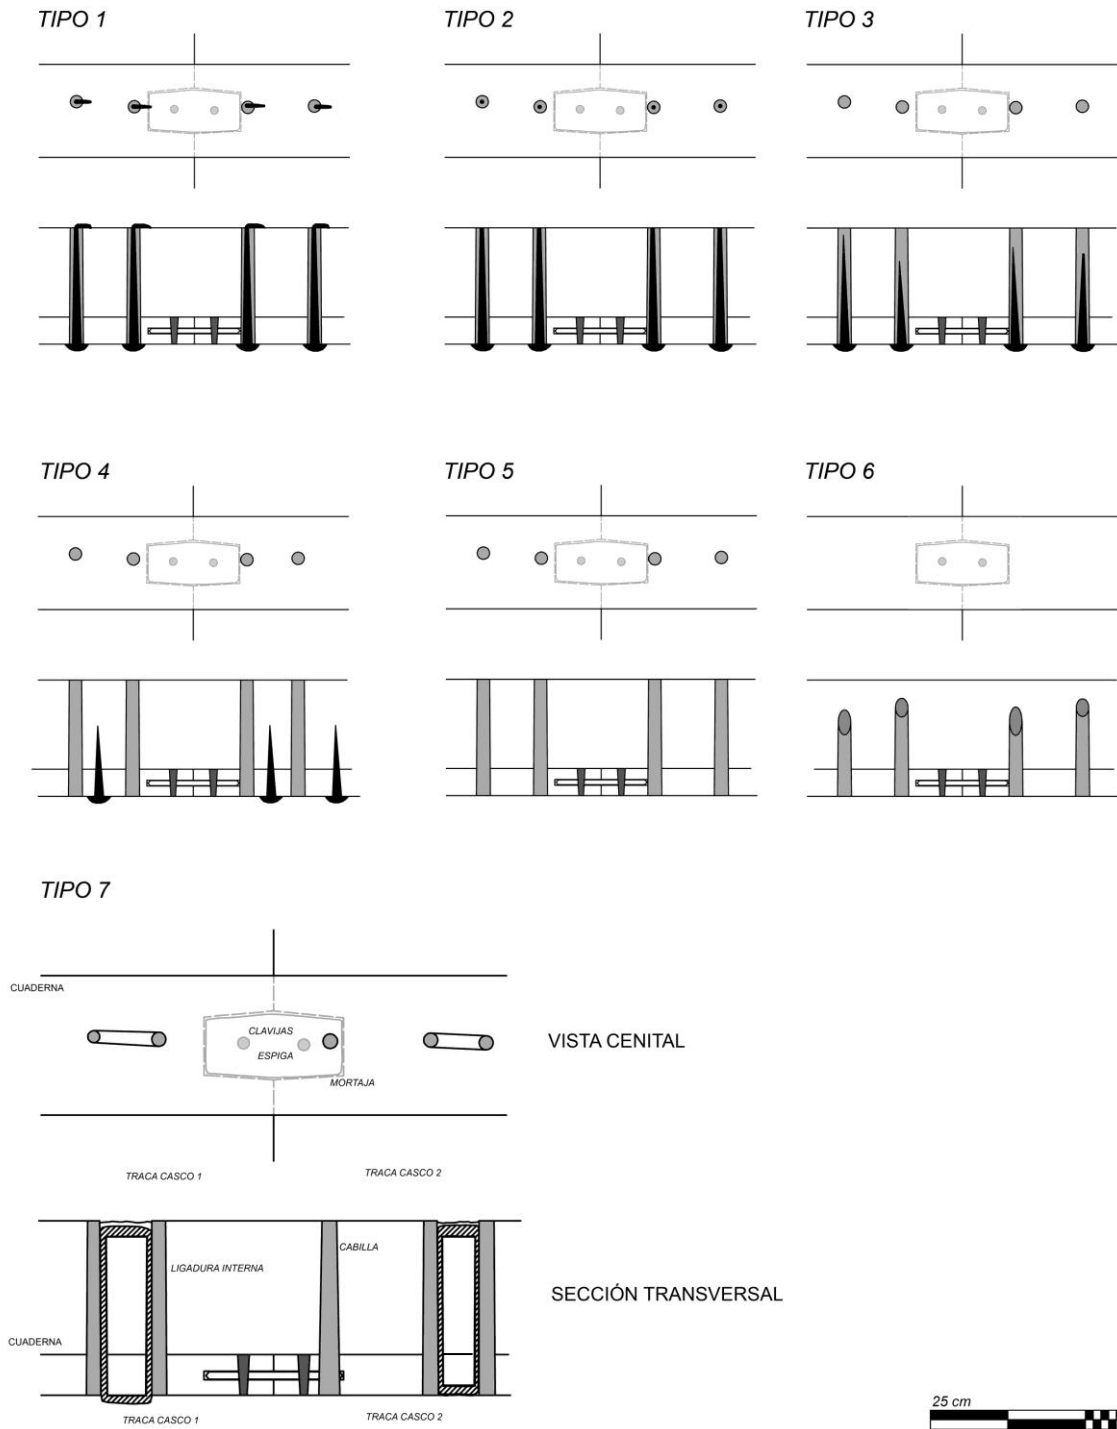 TIPO 1
TIPO 2
TIPO 3
TIPO 4
TIPO 5
TIPO 6
TIPO 7
CUADERNA
CLAVIJAS
ESPIGA
MORTAJA
VISTA CENITAL
TRACA CASCO 1
TRACA CASCO 2
CABILLA
LIGADURA INTERNA
SECCIÓN TRANSVERSAL
CUADERNA
TRACA CASCO 1
TRACA CASCO 2
25 cm